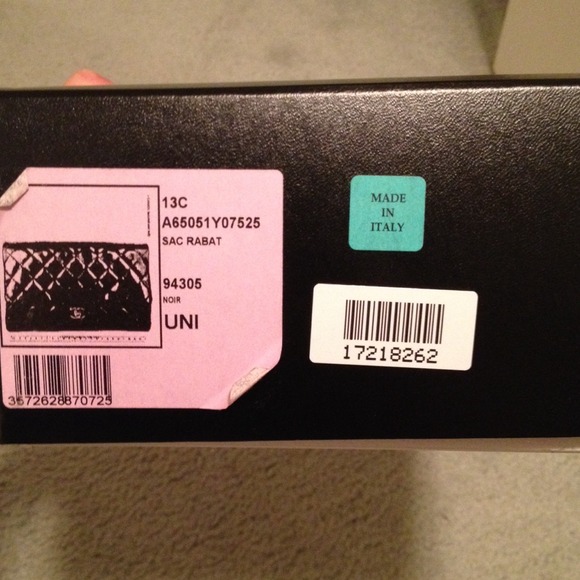 13C
A65051Y07525
SAC RABAT
94305
NOIR
UNI
3572628870725
MADE
IN
ITALY
17218262